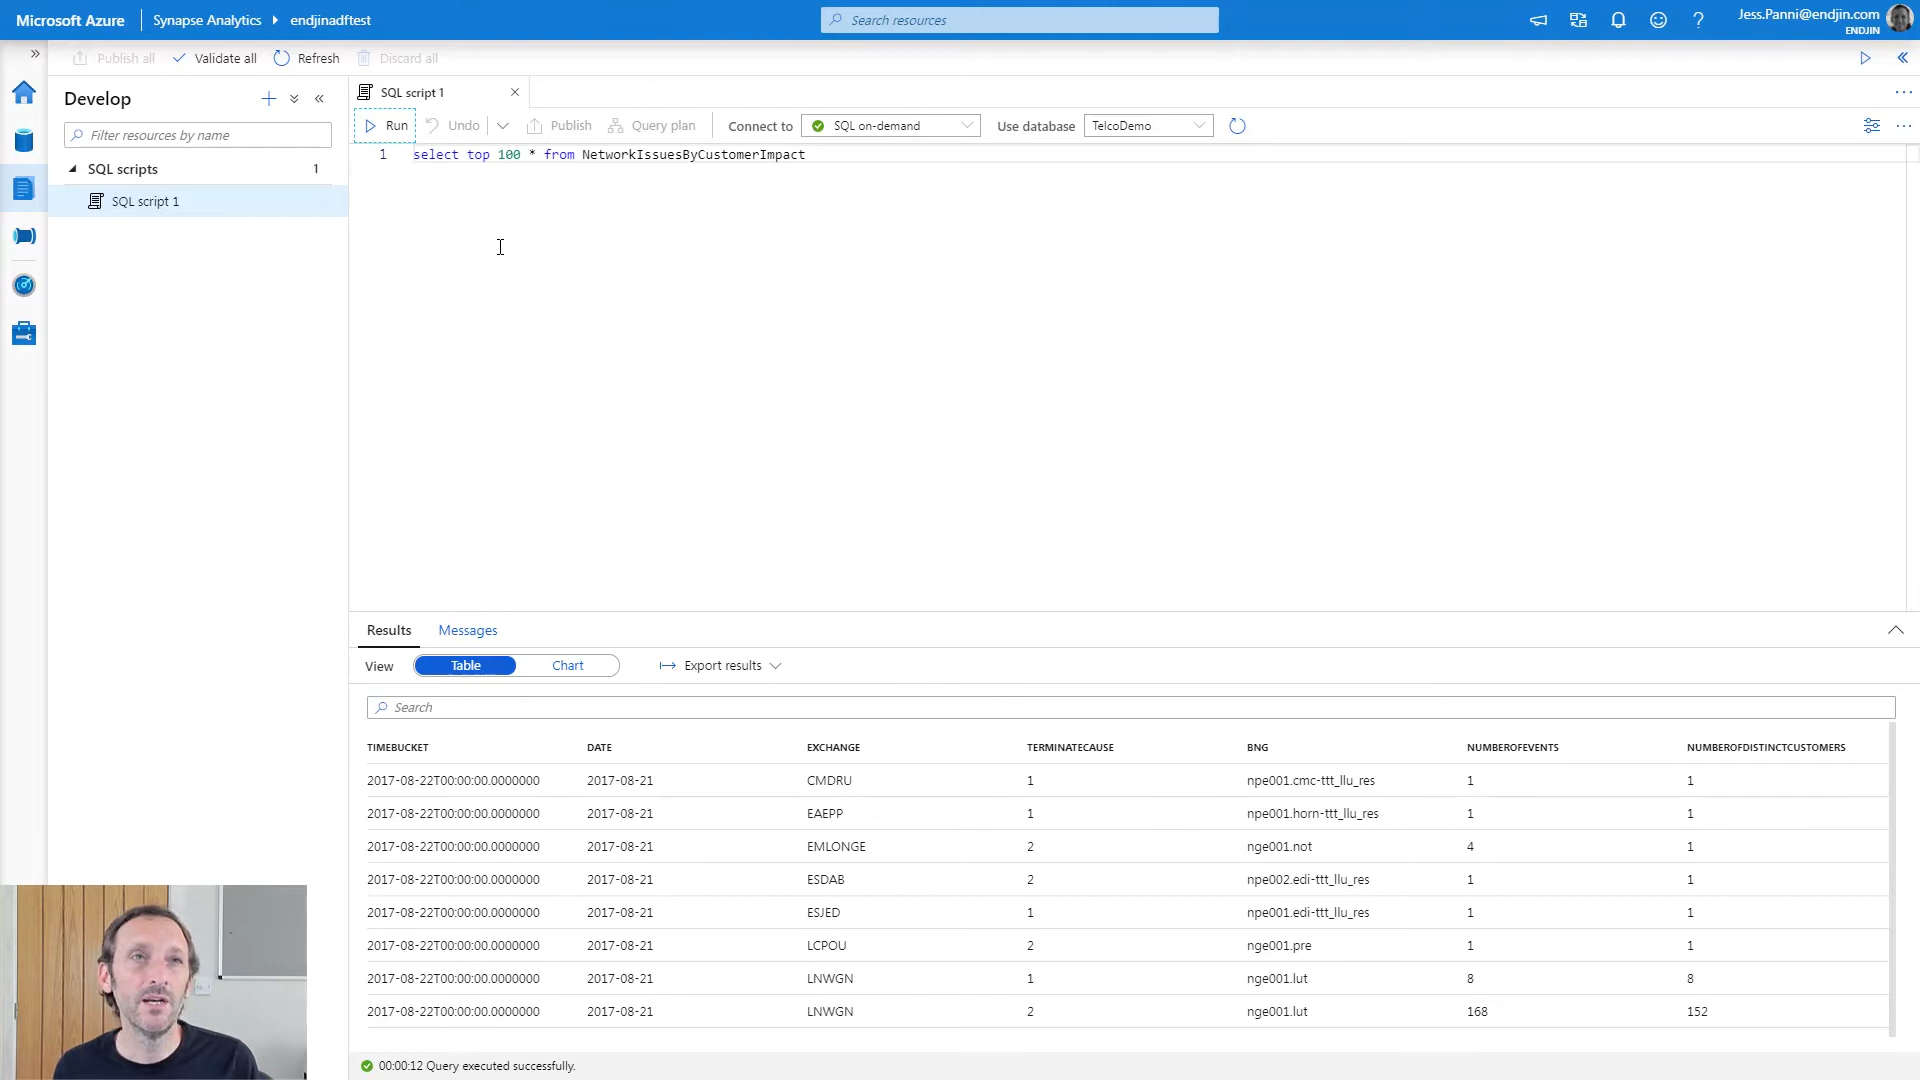 Microsoft Azure Synapse Analytics endjinadftest Search resources Jess.Panni@endjin.com
ENDJIN
Publish all Validate all Refresh Discard all
Develop
Filter resources by name
SQL scripts 1
SQL script 1
SQL script 1
Run Undo Publish Query plan Connect to SQL on-demand Use database TelcoDemo
1 select top 100 * from NetworkIssuesByCustomerImpact
Results Messages
View Table Chart Export results
Search
TIMEBUCKET DATE EXCHANGE TERMINATECAUSE BNG NUMBEROFEVENTS NUMBEROFDISTINCTCUSTOMERS
2017-08-22T00:00:00.0000000 2017-08-21 CMDRU 1 npe001.cmc-ttt_llu_res 1 1
2017-08-22T00:00:00.0000000 2017-08-21 EAEPP 1 npe001.horn-ttt_llu_res 1 1
2017-08-22T00:00:00.0000000 2017-08-21 EMLONGE 2 nge001.not 4 1
2017-08-22T00:00:00.0000000 2017-08-21 ESDAB 2 npe002.edi-ttt_llu_res 1 1
2017-08-22T00:00:00.0000000 2017-08-21 ESJED 1 npe001.edi-ttt_llu_res 1 1
2017-08-22T00:00:00.0000000 2017-08-21 LCPOU 2 nge001.pre 1 1
2017-08-22T00:00:00.0000000 2017-08-21 LNWGN 1 nge001.lut 8 8
2017-08-22T00:00:00.0000000 2017-08-21 LNWGN 2 nge001.lut 168 152
00:00:12 Query executed successfully.